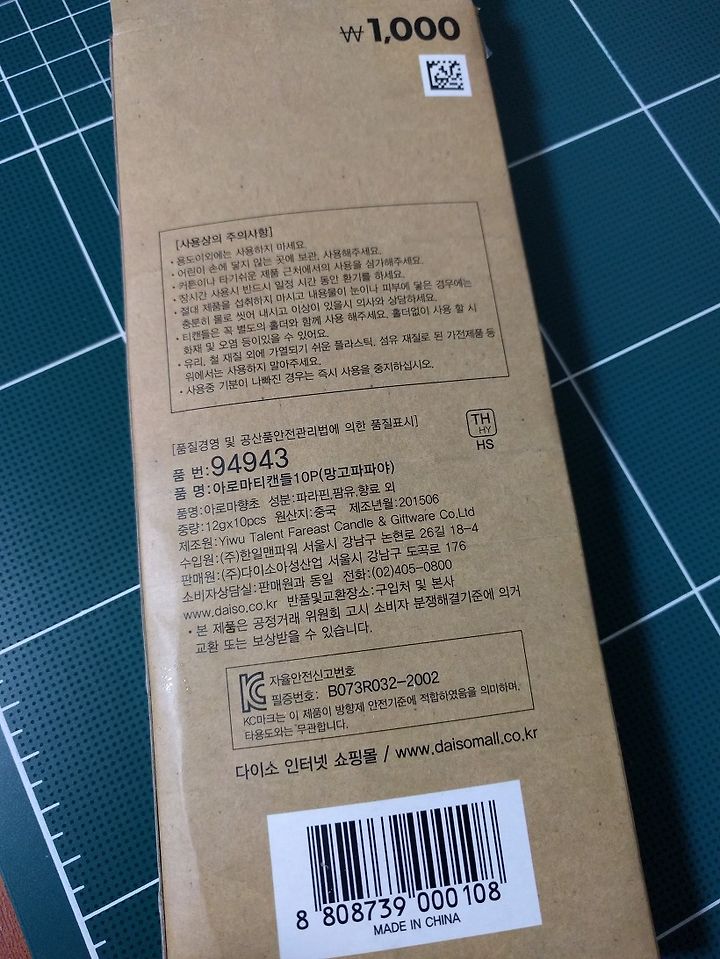 ₩1,000
[사용상의 주의사항]
· 용도이외에는 사용하지 마세요.
· 어린이 손에 닿지 않는 곳에 보관, 사용해주세요.
· 커튼이나 타기쉬운 제품 근처에서의 사용을 삼가해주세요.
· 장시간 사용시 반드시 일정 시간 동안 환기를 하세요.
· 절대 제품을 섭취하지 마시고 내용물이 눈이나 피부에 닿은 경우에는
충분히 물로 씻어 내시고 이상이 있을시 의사와 상담하세요.
· 티캔들은 꼭 별도의 홀더와 함께 사용 해주세요. 홀더없이 사용 할 시
화재 및 오염 등이있을 수 있어요.
· 유리, 철 재질 외에 가열되기 쉬운 플라스틱, 섬유 재질로 된 가전제품 등
위에서는 사용하지 말아주세요.
· 사용중 기분이 나빠진 경우는 즉시 사용을 중지하십시오.
[품질경영 및 공산품안전관리법에 의한 품질표시]
TH
HY
HS
품 번:94943
품 명:아로마티캔들10P(망고파파야)
품명:아로마향초 성분:파라핀,팜유,향료 외
중량:12gx10pcs 원산지:중국 제조년월:201506
제조원:Yiwu Talent Fareast Candle & Giftware Co.Ltd
수입원:(주)한일맨파워 서울시 강남구 논현로 26길 18-4
판매원:(주)다이소아성산업 서울시 강남구 도곡로 176
소비자상담실:판매원과 동일 전화:(02)405-0800
www.daiso.co.kr 반품및교환장소:구입처 및 본사
· 본 제품은 공정거래 위원회 고시 소비자 분쟁해결기준에 의거
교환 또는 보상받을 수 있습니다.
KC 자율안전신고번호
필증번호: B073R032-2002
KC마크는 이 제품이 방향제 안전기준에 적합하였음을 의미하며,
타용도와는 무관합니다.
다이소 인터넷 쇼핑몰 / www.daisomall.co.kr
8 808739 000108
MADE IN CHINA